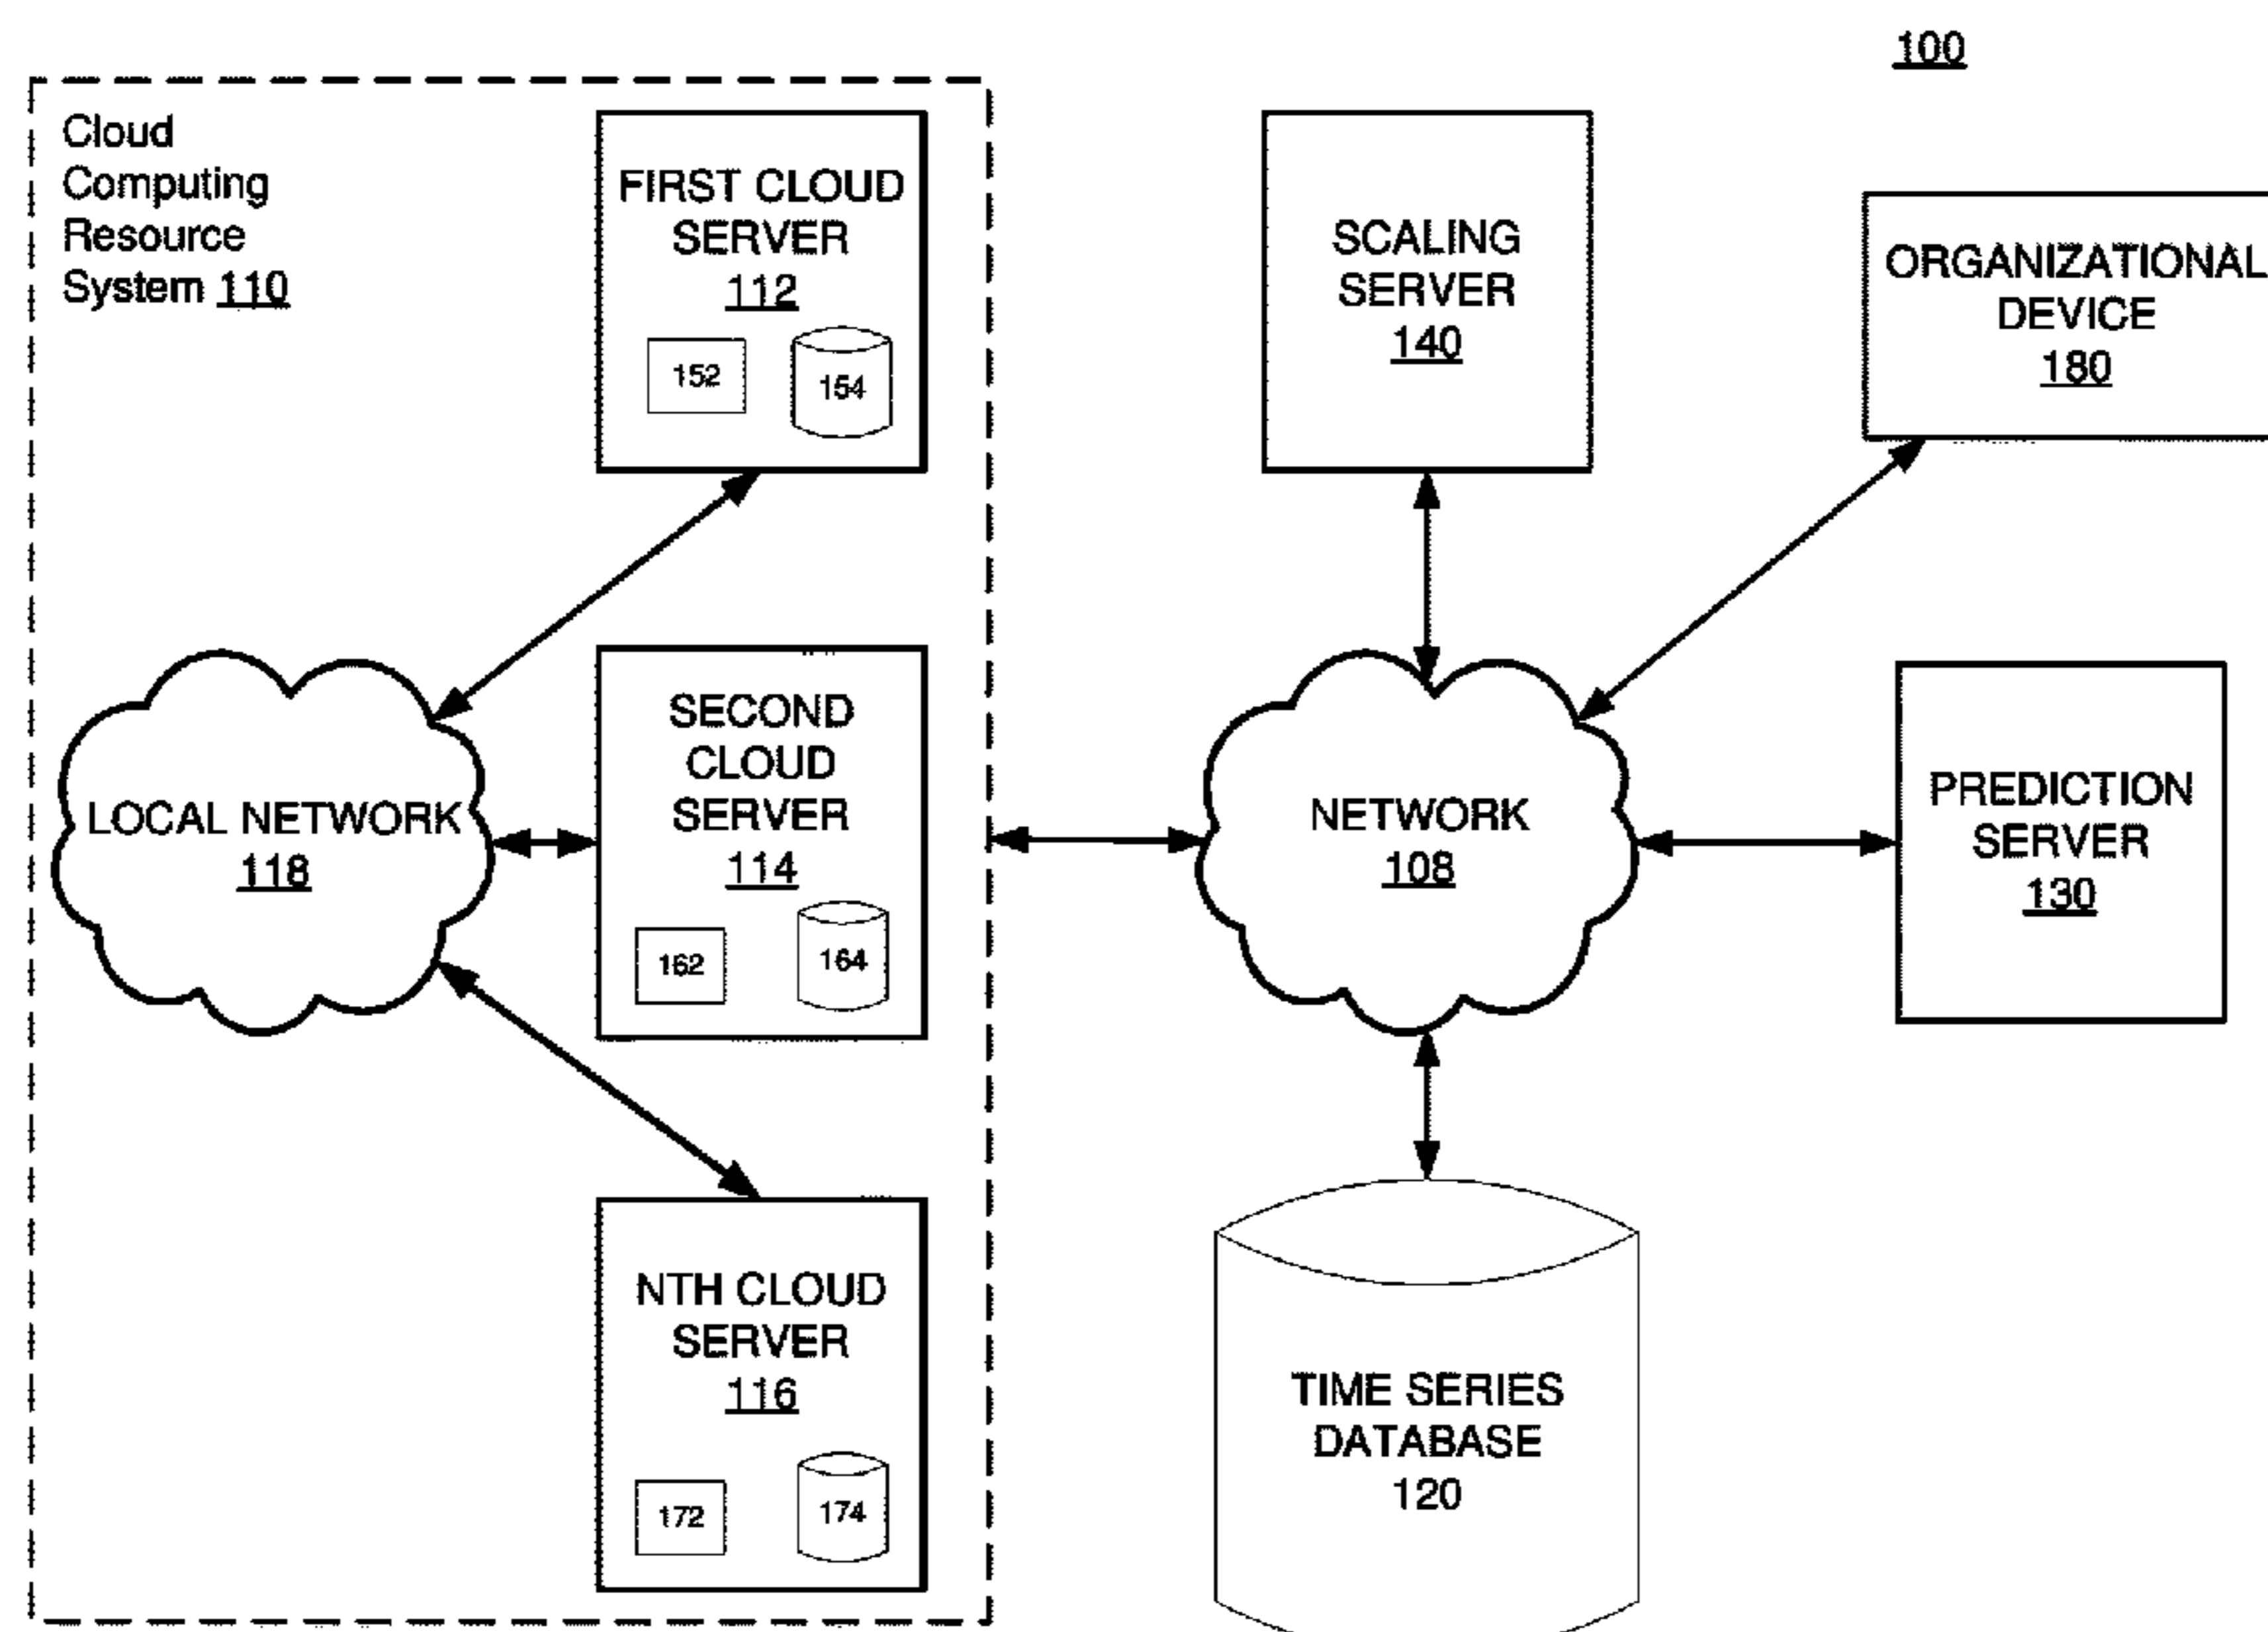 100
Cloud
Computing
Resource
System 110
FIRST CLOUD
SERVER
112
152
154
SCALING
SERVER
140
ORGANIZATIONAL
DEVICE
180
LOCAL NETWORK
118
SECOND
CLOUD
SERVER
114
162
164
NETWORK
108
PREDICTION
SERVER
130
NTH CLOUD
SERVER
116
172
174
TIME SERIES
DATABASE
120